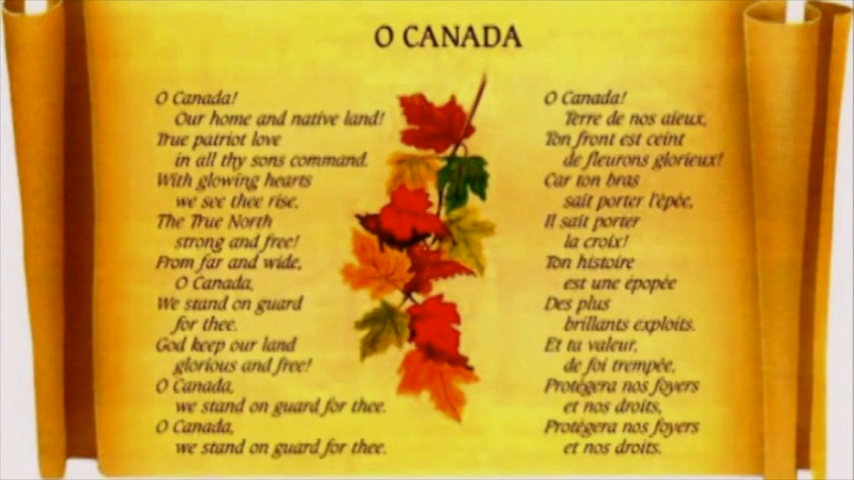 O CANADA
O Canada!
Our home and native land!
True patriot love
in all thy sons command.
With glowing hearts
we see thee rise,
The True North
strong and free!
From far and wide,
O Canada,
We stand on guard
for thee.
God keep our land
glorious and free!
O Canada,
we stand on guard for thee.
O Canada,
we stand on guard for thee.
O Canada!
Terre de nos aïeux,
Ton front est ceint
de fleurons glorieux!
Car ton bras
sait porter l'épée,
Il sait porter
la croix!
Ton histoire
est une épopée
Des plus
brillants exploits.
Et ta valeur,
de foi trempée,
Protégera nos foyers
et nos droits,
Protégera nos foyers
et nos droits.